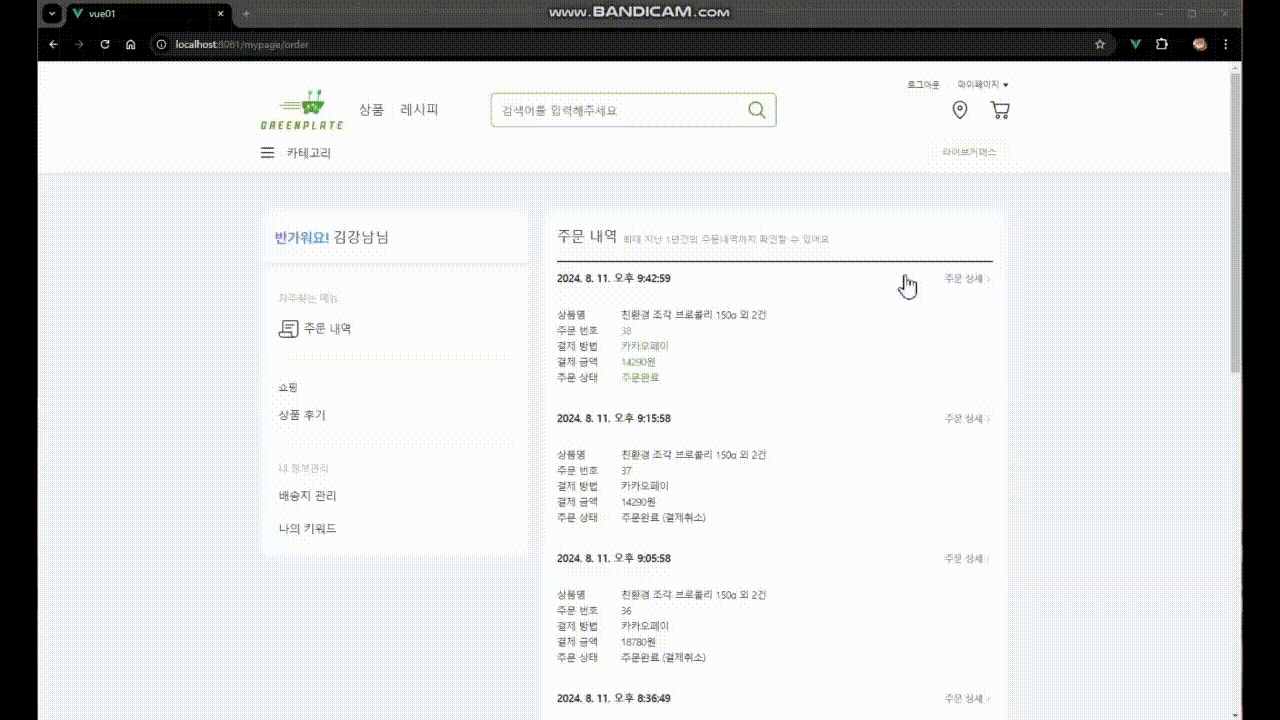 vue01
www.BANDICAM.com
localhost:8081/mypage/order
로그아웃 마이페이지
GREENPLATE
상품 레시피
검색어를 입력해주세요
카테고리
라이브커머스
반가워요! 김강남님
자주찾는 메뉴
주문 내역
쇼핑
상품 후기
내 정보관리
배송지 관리
나의 키워드
주문 내역 최대 지난 1년간의 주문내역까지 확인할 수 있어요
2024. 8. 11. 오후 9:42:59 주문 상세 >
상품명 친환경 조각 브로콜리 150g 외 2건
주문 번호 38
결제 방법 카카오페이
결제 금액 14290원
주문 상태 주문완료
2024. 8. 11. 오후 9:15:58 주문 상세 >
상품명 친환경 조각 브로콜리 150g 외 2건
주문 번호 37
결제 방법 카카오페이
결제 금액 14290원
주문 상태 주문완료 (결제취소)
2024. 8. 11. 오후 9:05:58 주문 상세 >
상품명 친환경 조각 브로콜리 150g 외 2건
주문 번호 36
결제 방법 카카오페이
결제 금액 18780원
주문 상태 주문완료 (결제취소)
2024. 8. 11. 오후 8:36:49 주문 상세 >